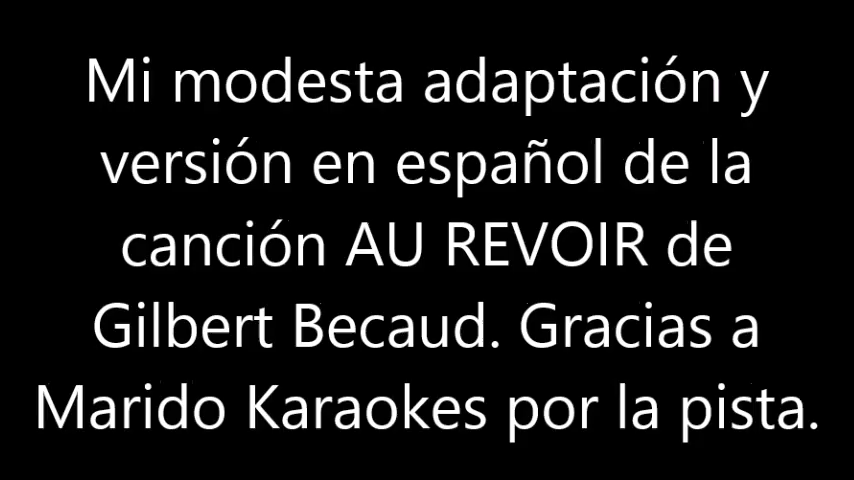 Mi modesta adaptación y
versión en español de la
canción AU REVOIR de
Gilbert Becaud. Gracias a
Marido Karaokes por la pista.